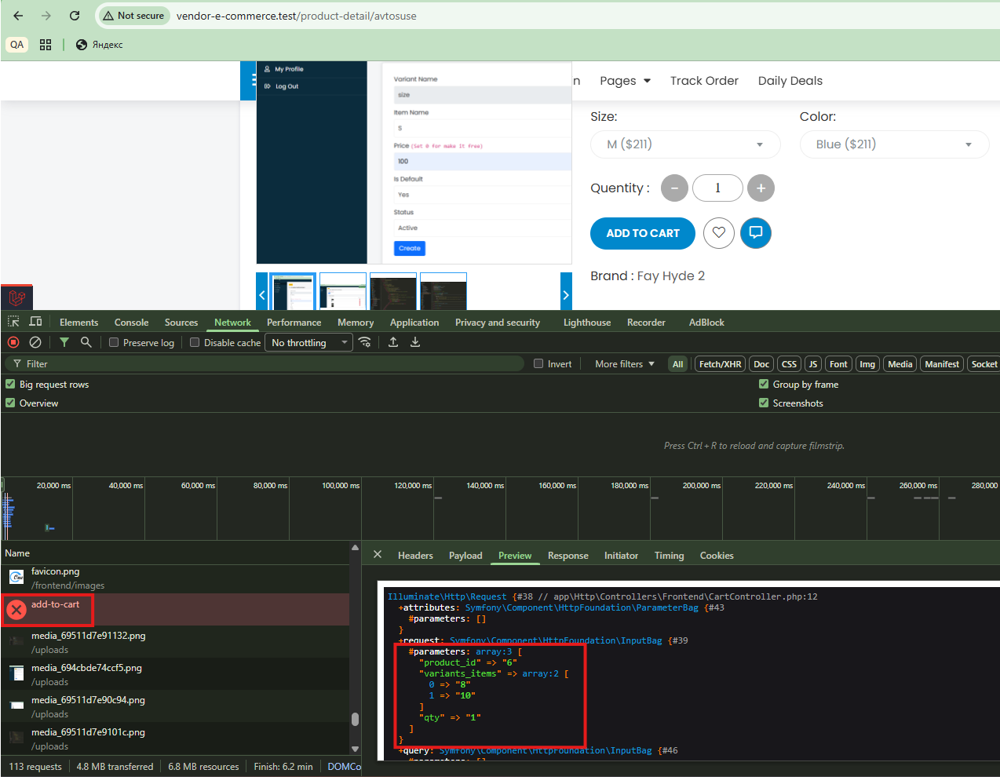 Not secure
vendor-e-commerce.test/product-detail/avtosuse
QA
Яндекс
My Profile
Log Out
Variant Name
size
Item Name
S
Price (Set 0 for make it free)
100
Is Default
Yes
Status
Active
Create
n Pages Track Order Daily Deals
Size: Color:
M ($211) Blue ($211)
Quentity : - 1 +
ADD TO CART
Brand : Fay Hyde 2
Elements Console Sources Network Performance Memory Application Privacy and security Lighthouse Recorder AdBlock
Preserve log Disable cache No throttling
Filter Invert More filters All Fetch/XHR Doc CSS JS Font Img Media Manifest Socket
Big request rows Group by frame
Overview Screenshots
Press Ctrl + R to reload and capture filmstrip.
20,000 ms 40,000 ms 60,000 ms 80,000 ms 100,000 ms 120,000 ms 140,000 ms 160,000 ms 180,000 ms 200,000 ms 220,000 ms 240,000 ms 260,000 ms 280,000
Name
favicon.png
/frontend/images
add-to-cart
media_69511d7e91132.png
/uploads
media_694cbde74ccf5.png
/uploads
media_69511d7e90c94.png
/uploads
media_69511d7e9101c.png
/uploads
113 requests 4.8 MB transferred 6.8 MB resources Finish: 6.2 min DOMCo
Headers Payload Preview Response Initiator Timing Cookies
Illuminate\Http\Request {#38 // app\Http\Controllers\Frontend\CartController.php:12
+attributes: Symfony\Component\HttpFoundation\ParameterBag {#43
#parameters: []
}
+request: Symfony\Component\HttpFoundation\InputBag {#39
#parameters: array:3 [
"product_id" => "6"
"variants_items" => array:2 [
0 => "8"
1 => "10"
]
"qty" => "1"
]
}
+query: Symfony\Component\HttpFoundation\InputBag {#46
#parameters: []